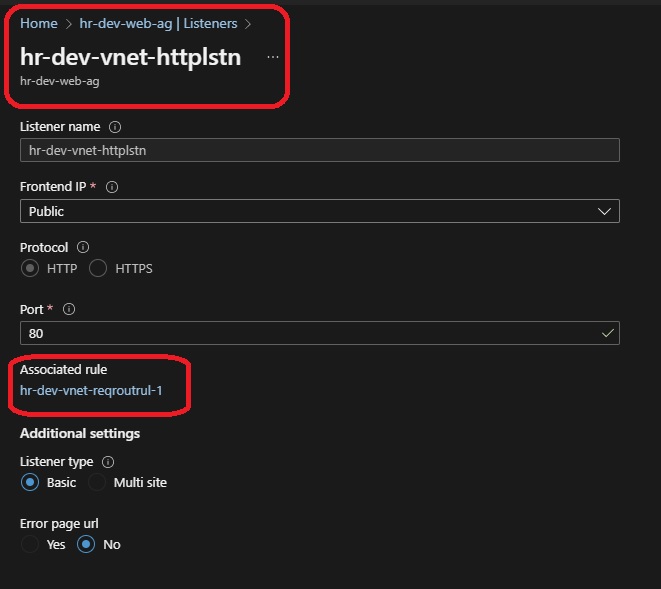 Home > hr-dev-web-ag | Listeners >
hr-dev-vnet-httplstn ...
hr-dev-web-ag
Listener name
hr-dev-vnet-httplstn
Frontend IP *
Public
Protocol
HTTP HTTPS
Port *
80
Associated rule
hr-dev-vnet-reqroutrul-1
Additional settings
Listener type
Basic Multi site
Error page url
Yes No